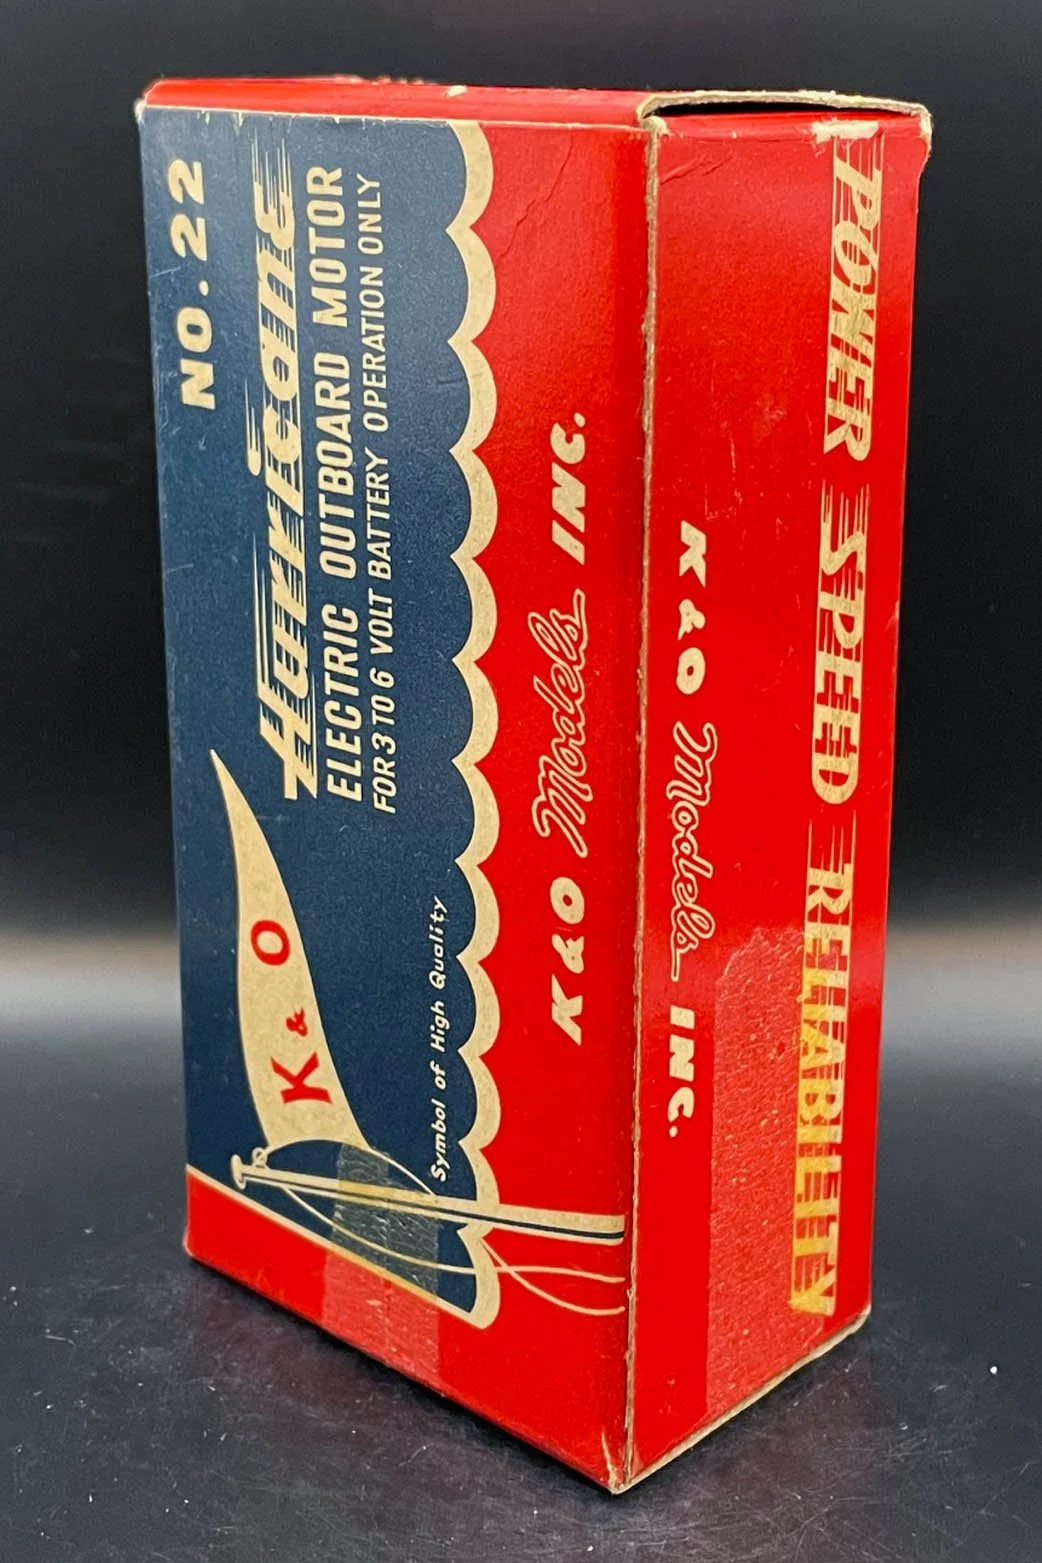 NO. 22
Hurricane
ELECTRIC OUTBOARD MOTOR
FOR 3 TO 6 VOLT BATTERY OPERATION ONLY
K & O
Symbol of High Quality
K & O Models INC.
POWER SPEED RELIABILITY
K & O Models INC.